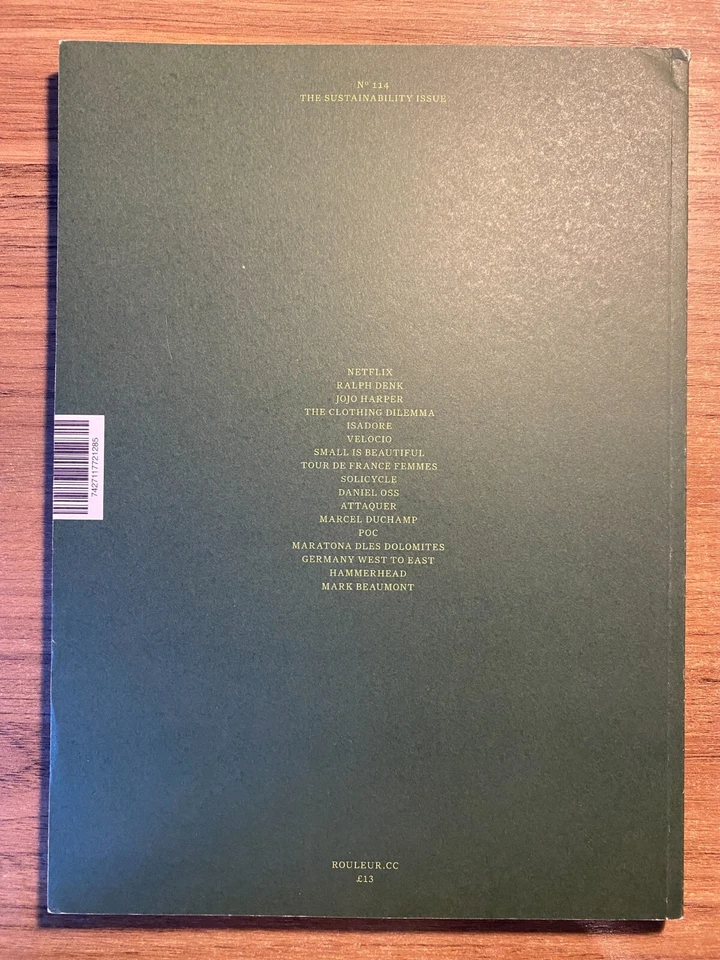 Nº 114
THE SUSTAINABILITY ISSUE
NETFLIX
RALPH DENK
JOJO HARPER
THE CLOTHING DILEMMA
ISADORE
VELOCIO
SMALL IS BEAUTIFUL
TOUR DE FRANCE FEMMES
SOLICYCLE
DANIEL OSS
ATTAQUER
MARCEL DUCHAMP
POC
MARATONA DLES DOLOMITES
GERMANY WEST TO EAST
HAMMERHEAD
MARK BEAUMONT
7427117721285
ROULEUR.CC
£13